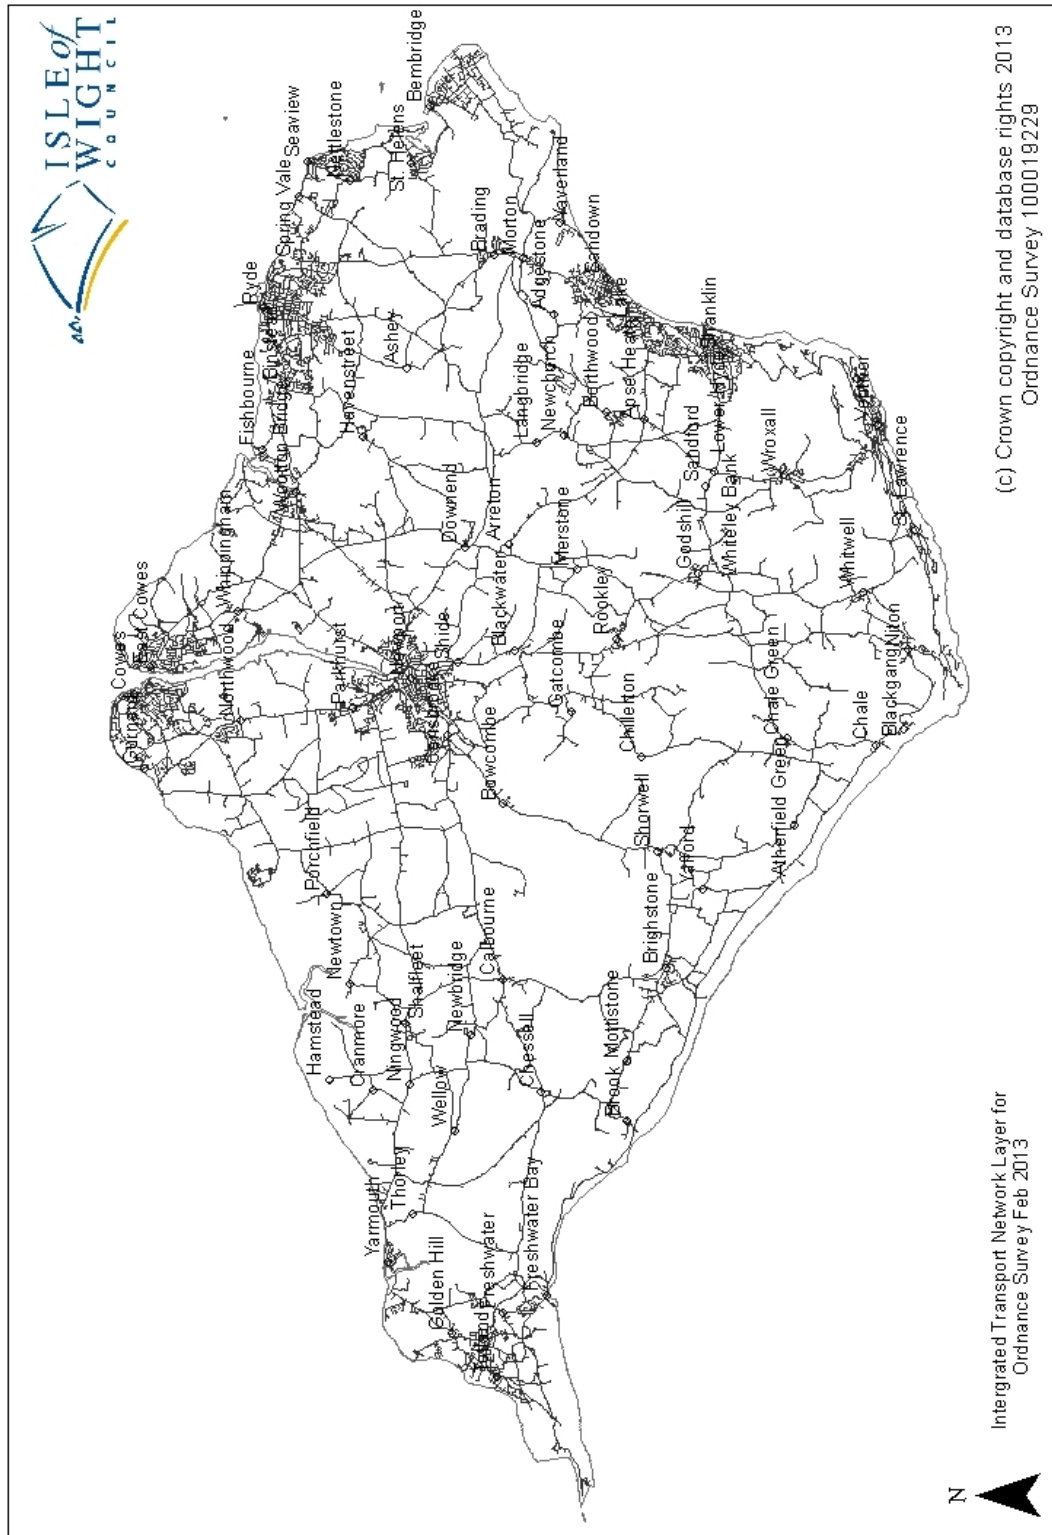 ISLE of
WIGHT
COUNCIL
Cowes
East Cowes
Gurnard
Northwood
Whippingham
Fishbourne
Wootton Bridge
Binstead
Ryde
Spring Vale
Seaview
Nettlestone
St. Helens
Bembridge
Porchfield
Parkhurst
Newport
Havenstreet
Ashey
Hamstead
Newtown
Cranmore
Ningwood
Shalfleet
Carisbrooke
Shide
Downend
Brading
Morton
Adgestone
Yaverland
Sandown
Lake
Yarmouth
Thorley
Wellow
Newbridge
Calbourne
Bowcombe
Blackwater
Arreton
Langbridge
Newchurch
Golden Hill
Freshwater
Totland
Freshwater Bay
Chessell
Gatcombe
Merstone
Shanklin
Brook
Mottistone
Brighstone
Shorwell
Yafford
Chillerton
Rookley
Godshill
Sandford
Lower Hyde
Whiteley Bank
Wroxall
Ventnor
Atherfield Green
Chale Green
Chale
Blackgang
Niton
Whitwell
St. Lawrence
Intergrated Transport Network Layer for
Ordnance Survey Feb 2013
(c) Crown copyright and database rights 2013
Ordnance Survey 100019229
N